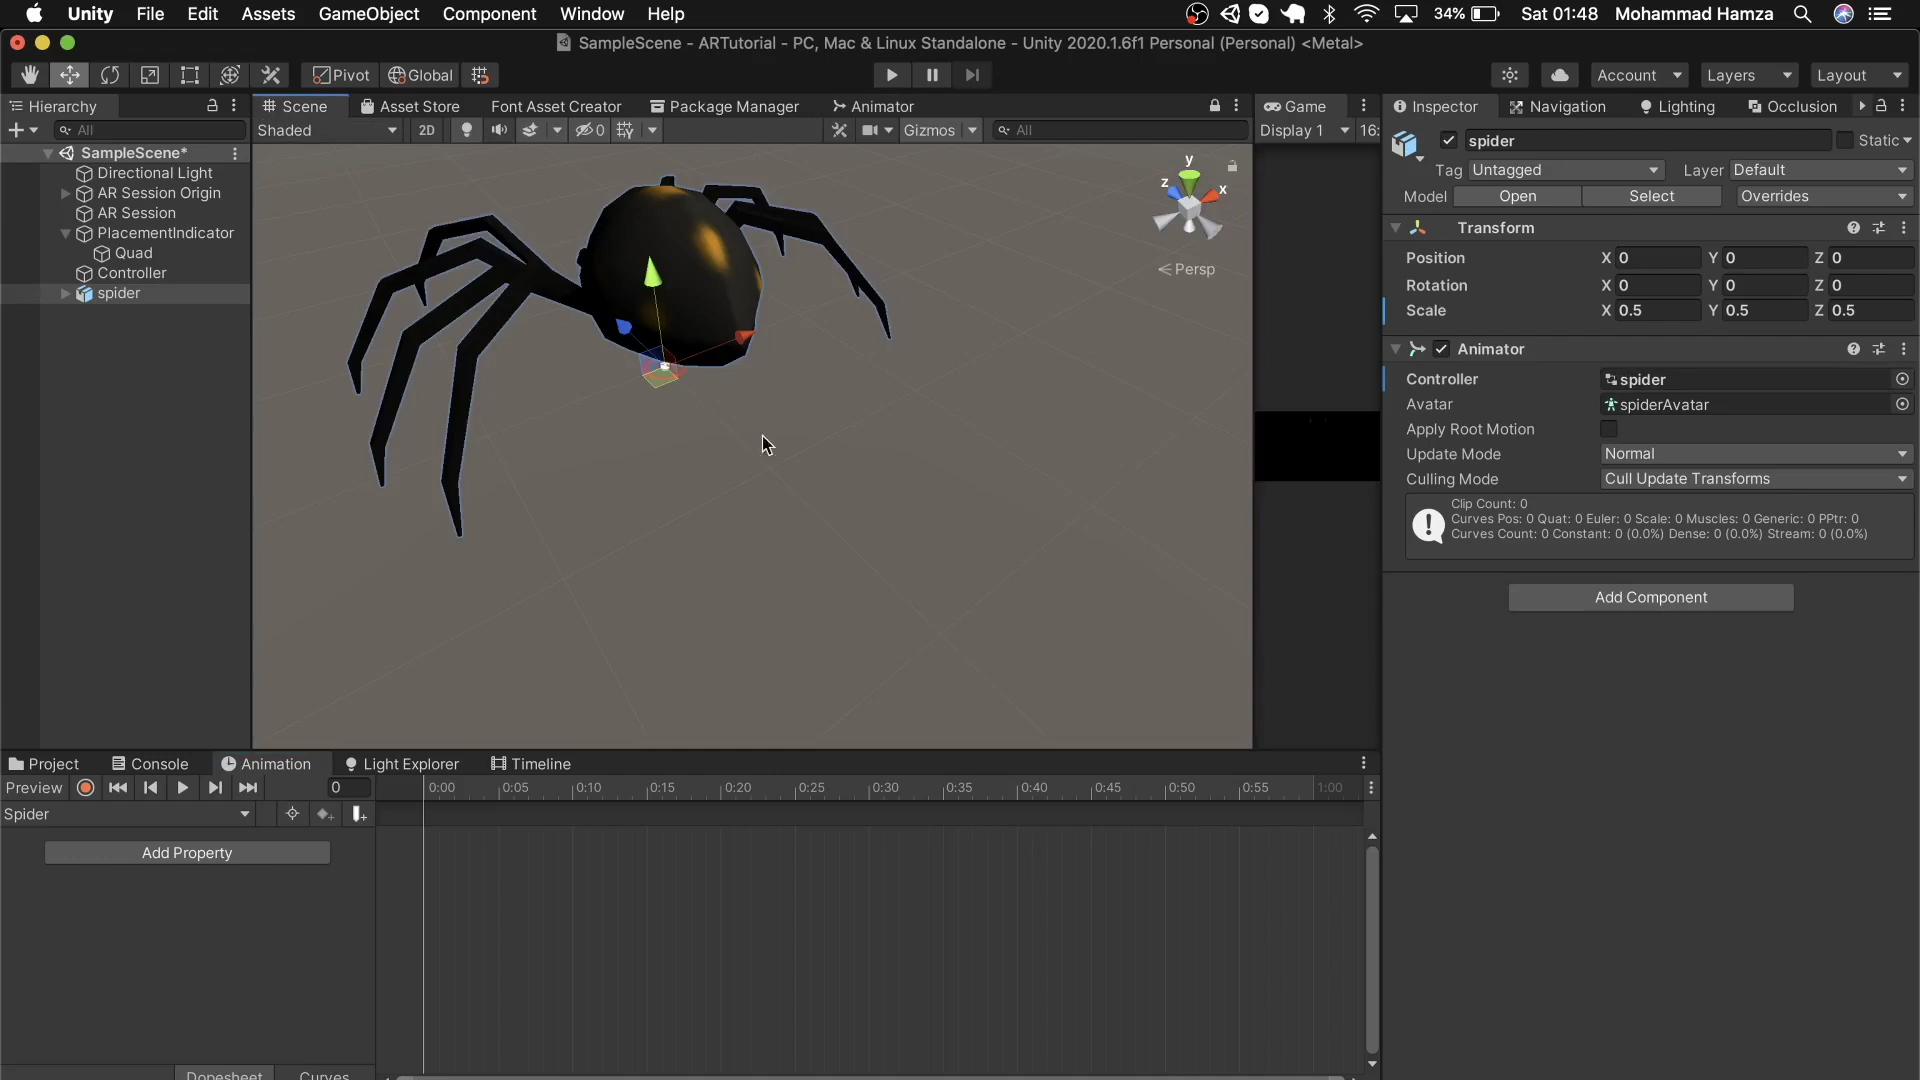 Unity File Edit Assets GameObject Component Window Help 34% Sat 01:48 Mohammad Hamza
SampleScene - ARTutorial - PC, Mac & Linux Standalone - Unity 2020.1.6f1 Personal (Personal) <Metal>
Pivot Global Account Layers Layout
Hierarchy Scene Asset Store Font Asset Creator Package Manager Animator Game Inspector Navigation Lighting Occlusion
All Shaded 2D 0 Gizmos All Display 1 16:
SampleScene*
Directional Light
AR Session Origin
AR Session
PlacementIndicator
Quad
Controller
spider
y
z x
Persp
spider Static
Tag Untagged Layer Default
Model Open Select Overrides
Transform
Position X 0 Y 0 Z 0
Rotation X 0 Y 0 Z 0
Scale X 0.5 Y 0.5 Z 0.5
Animator
Controller spider
Avatar spiderAvatar
Apply Root Motion
Update Mode Normal
Culling Mode Cull Update Transforms
Clip Count: 0
Curves Pos: 0 Quat: 0 Euler: 0 Scale: 0 Muscles: 0 Generic: 0 PPtr: 0
Curves Count: 0 Constant: 0 (0.0%) Dense: 0 (0.0%) Stream: 0 (0.0%)
Add Component
Project Console Animation Light Explorer Timeline
Preview 0 0:00 0:05 0:10 0:15 0:20 0:25 0:30 0:35 0:40 0:45 0:50 0:55 1:00
Spider
Add Property
Dopesheet Curves